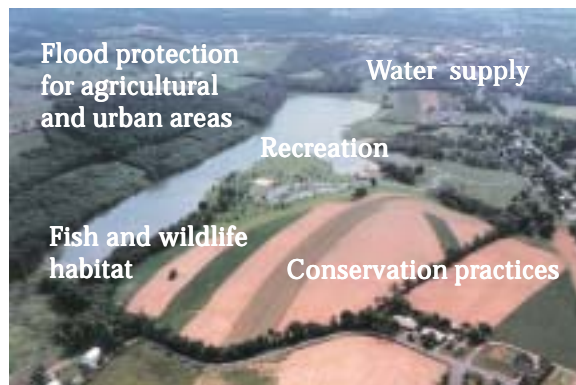 Flood protection
for agricultural
and urban areas
Water supply
Recreation
Fish and wildlife
habitat
Conservation practices